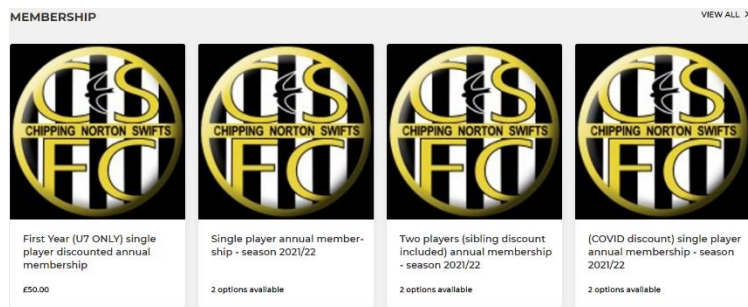 MEMBERSHIP
VIEW ALL
CS
CHIPPING NORTON SWIFTS
FC
First Year (U7 ONLY) single
player discounted annual
membership
£50.00
CS
CHIPPING NORTON SWIFTS
FC
Single player annual member-
ship - season 2021/22
2 options available
CS
CHIPPING NORTON SWIFTS
FC
Two players (sibling discount
included) annual membership
- season 2021/22
2 options available
CS
CHIPPING NORTON SWIFTS
FC
(COVID discount) single player
annual membership - season
2021/22
2 options available